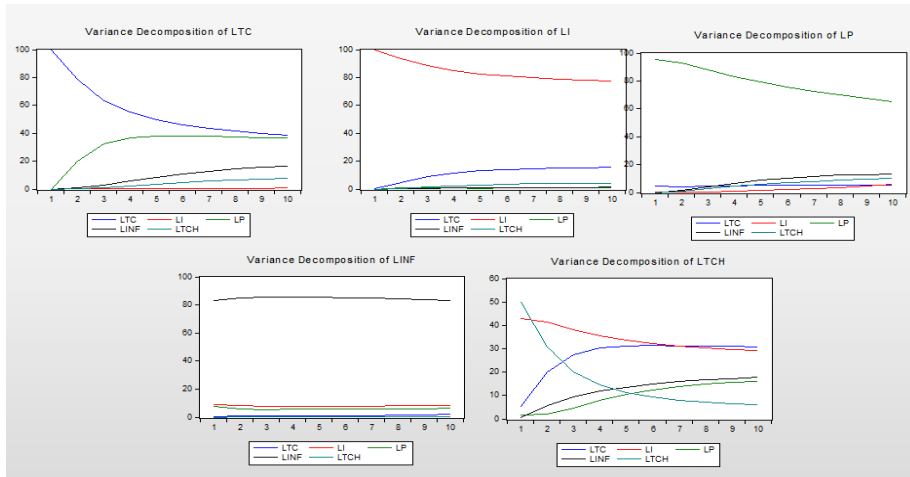 Variance Decomposition of LTC
100
80
60
40
20
0
1 2 3 4 5 6 7 8 9 10
LTC LI LP
LINF LTCH
Variance Decomposition of LI
100
80
60
40
20
0
1 2 3 4 5 6 7 8 9 10
LTC LI LP
LINF LTCH
Variance Decomposition of LP
100
80
60
40
20
0
1 2 3 4 5 6 7 8 9 10
LTC LI LP
LINF LTCH
Variance Decomposition of LINF
100
80
60
40
20
0
1 2 3 4 5 6 7 8 9 10
LTC LI LP
LINF LTCH
Variance Decomposition of LTCH
60
50
40
30
20
10
0
1 2 3 4 5 6 7 8 9 10
LTC LI LP
LINF LTCH